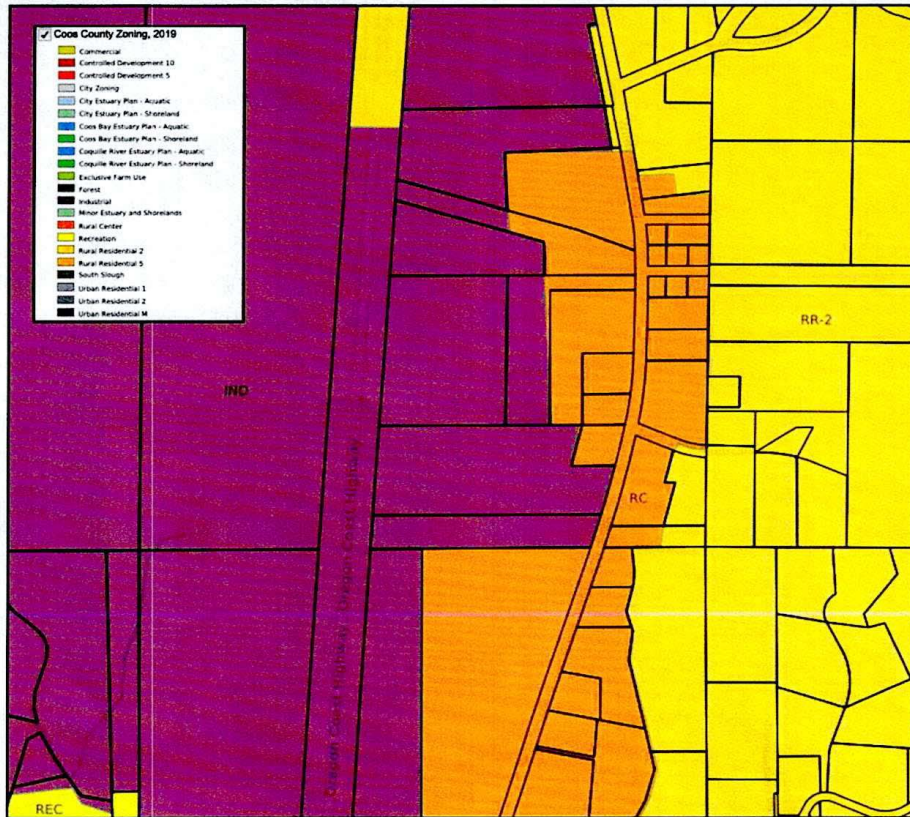 Coos County Zoning, 2019
Commercial
Controlled Development 10
Controlled Development 5
City Zoning
City Estuary Plan - Aquatic
City Estuary Plan - Shoreland
Coos Bay Estuary Plan - Aquatic
Coos Bay Estuary Plan - Shoreland
Coquille River Estuary Plan - Aquatic
Coquille River Estuary Plan - Shoreland
Exclusive Farm Use
Forest
Industrial
Minor Estuary and Shorelands
Rural Center
Recreation
Rural Residential 2
Rural Residential 5
South Slough
Urban Residential 1
Urban Residential 2
Urban Residential M
RR-2
IND
RC
Oregon Coast Highway
Oregon Coast Highway
REC